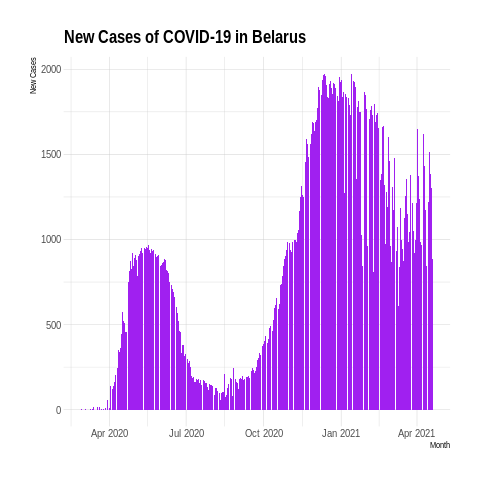 New Cases of COVID-19 in Belarus
New Cases
2000
1500
1000
500
0
Apr 2020 Jul 2020 Oct 2020 Jan 2021 Apr 2021
Month